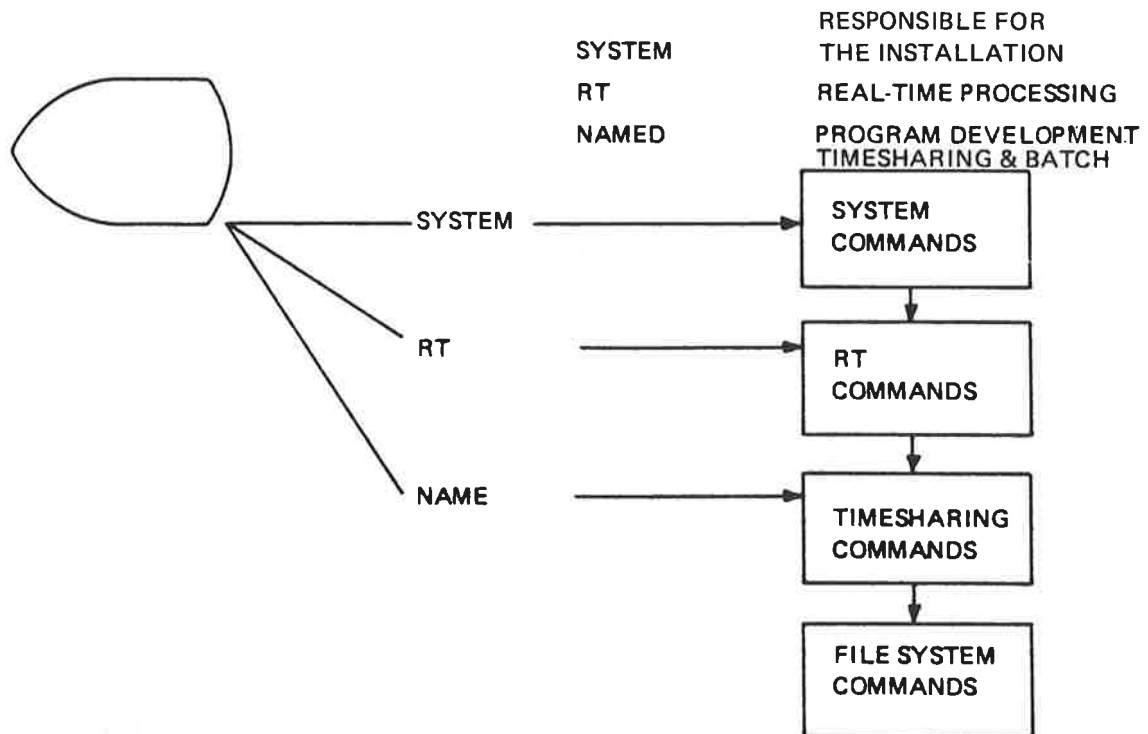 RESPONSIBLE FOR
SYSTEM THE INSTALLATION
RT REAL-TIME PROCESSING
NAMED PROGRAM DEVELOPMENT
TIMESHARING & BATCH
SYSTEM
SYSTEM
COMMANDS
RT
RT
COMMANDS
NAME
TIMESHARING
COMMANDS
FILE SYSTEM
COMMANDS